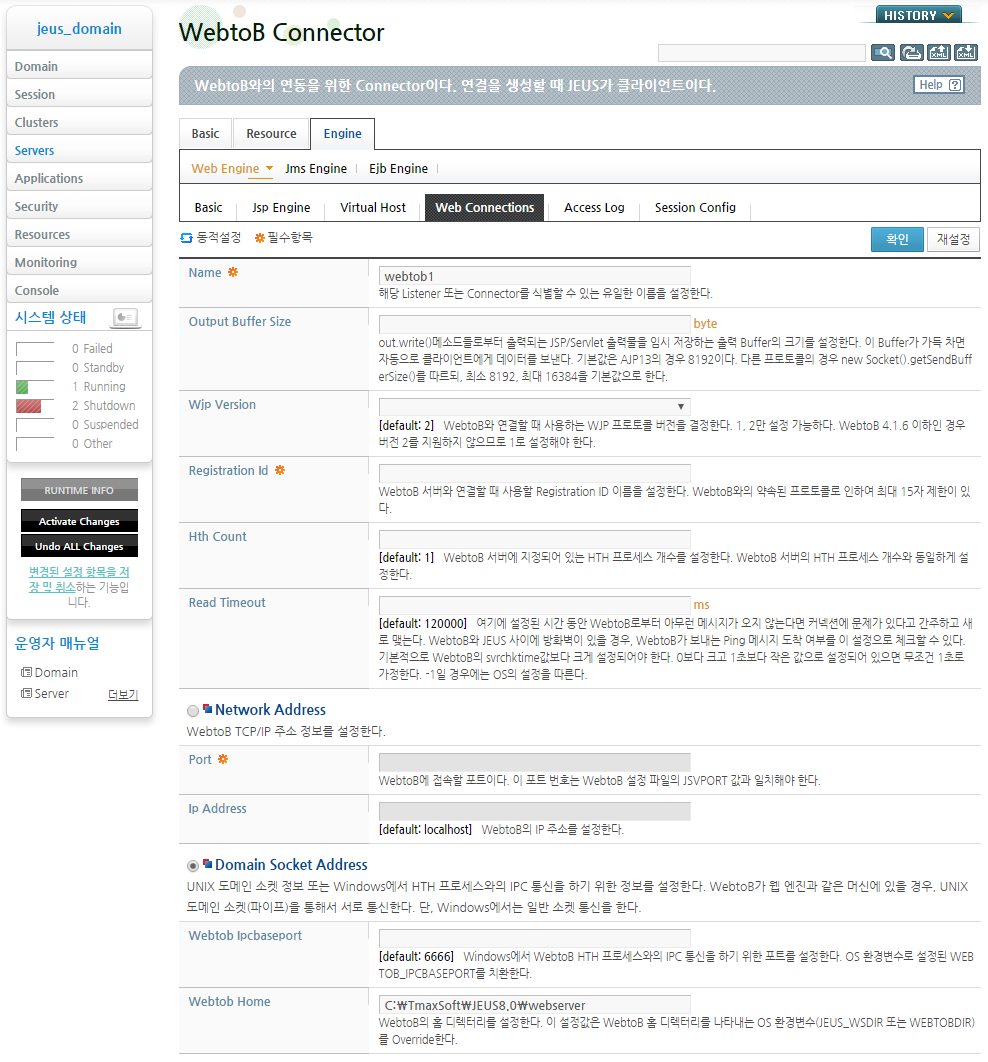 jeus_domain
Domain
Session
Clusters
Servers
Applications
Security
Resources
Monitoring
Console
시스템 상태
0 Failed
0 Standby
1 Running
2 Shutdown
0 Suspended
0 Other
RUNTIME INFO
Activate Changes
Undo ALL Changes
변경된 설정 항목을 저
장 및 취소하는 기능입
니다.
운영자 매뉴얼
Domain
Server 더보기
WebtoB Connector
HISTORY
XML XML
WebtoB와의 연동을 위한 Connector이다. 연결을 생성할 때 JEUS가 클라이언트이다.
Help ?
Basic Resource Engine
Web Engine Jms Engine Ejb Engine
Basic Jsp Engine Virtual Host Web Connections Access Log Session Config
동적설정 필수항목 확인 재설정
Name webtob1
해당 Listener 또는 Connector를 식별할 수 있는 유일한 이름을 설정한다.
Output Buffer Size byte
out.write()메소드들로부터 출력되는 JSP/Servlet 출력물을 임시 저장하는 출력 Buffer의 크기를 설정한다. 이 Buffer가 가득 차면
자동으로 클라이언트에게 데이터를 보낸다. 기본값은 AJP13의 경우 8192이다. 다른 프로토콜의 경우 new Socket().getSendBuff
erSize()를 따르되, 최소 8192, 최대 16384을 기본값으로 한다.
Wjp Version
[default: 2] WebtoB와 연결할 때 사용하는 WJP 프로토콜 버전을 결정한다. 1, 2만 설정 가능하다. WebtoB 4.1.6 이하인 경우
버전 2를 지원하지 않으므로 1로 설정해야 한다.
Registration Id
WebtoB 서버와 연결할 때 사용할 Registration ID 이름을 설정한다. WebtoB와의 약속된 프로토콜로 인하여 최대 15자 제한이 있
다.
Hth Count
[default: 1] WebtoB 서버에 지정되어 있는 HTH 프로세스 개수를 설정한다. WebtoB 서버의 HTH 프로세스 개수와 동일하게 설
정한다.
Read Timeout ms
[default: 120000] 여기에 설정된 시간 동안 WebtoB로부터 아무런 메시지가 오지 않는다면 커넥션에 문제가 있다고 간주하고 새
로 맺는다. WebtoB와 JEUS 사이에 방화벽이 있을 경우, WebtoB가 보내는 Ping 메시지 도착 여부를 이 설정으로 체크할 수 있다.
기본적으로 WebtoB의 svrchktime값보다 크게 설정되어야 한다. 0보다 크고 1초보다 작은 값으로 설정되어 있으면 무조건 1초로
가정한다. -1일 경우에는 OS의 설정을 따른다.
Network Address
WebtoB TCP/IP 주소 정보를 설정한다.
Port
WebtoB에 접속할 포트이다. 이 포트 번호는 WebtoB 설정 파일의 JSVPORT 값과 일치해야 한다.
Ip Address
[default: localhost] WebtoB의 IP 주소를 설정한다.
Domain Socket Address
UNIX 도메인 소켓 정보 또는 Windows에서 HTH 프로세스와의 IPC 통신을 하기 위한 정보를 설정한다. WebtoB가 웹 엔진과 같은 머신에 있을 경우, UNIX
도메인 소켓(파이프)을 통해서 서로 통신한다. 단, Windows에서는 일반 소켓 통신을 한다.
Webtob Ipcbaseport
[default: 6666] Windows에서 WebtoB HTH 프로세스와의 IPC 통신을 하기 위한 포트를 설정한다. OS 환경변수로 설정된 WEB
TOB_IPCBASEPORT를 치환한다.
Webtob Home C:₩TmaxSoft₩JEUS8.0₩webserver
WebtoB의 홈 디렉터리를 설정한다. 이 설정값은 WebtoB 홈 디렉터리를 나타내는 OS 환경변수(JEUS_WSDIR 또는 WEBTOBDIR)
를 Override한다.